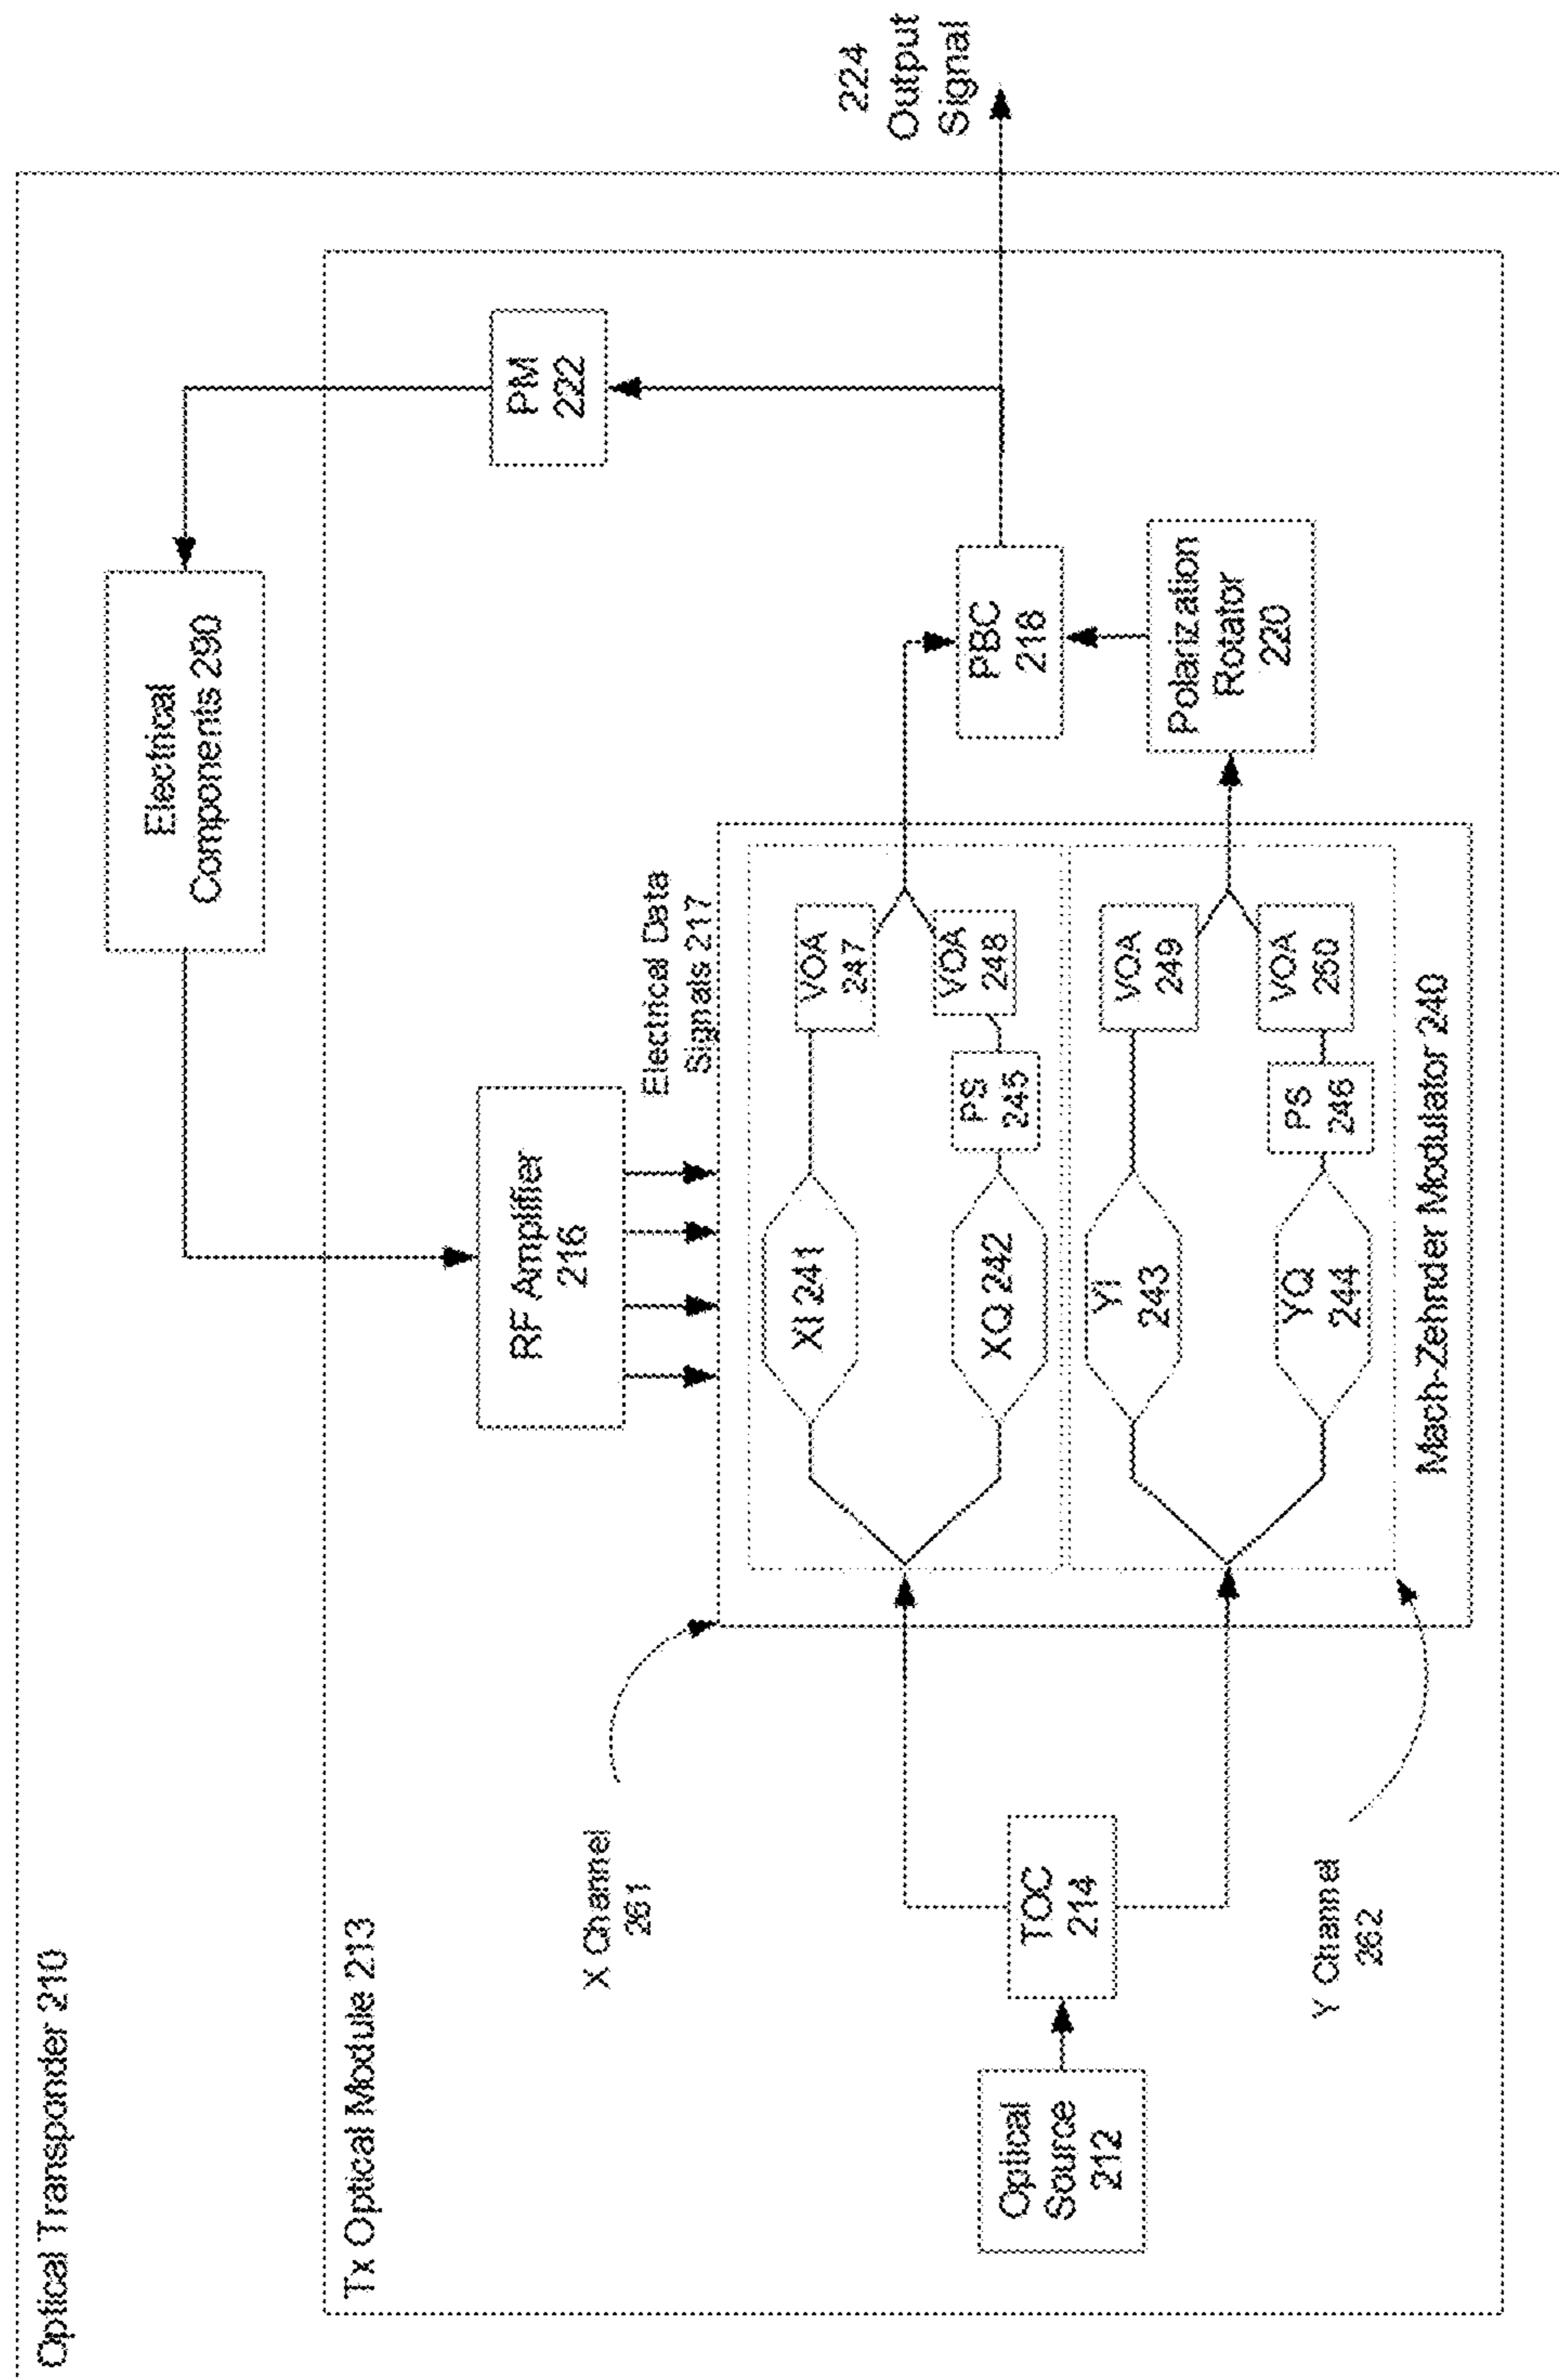 Optical Transponder 210
Electrical
Components 290
Tx Optical Module 213
RF Amplifier
216
PM
222
224
Output
Signal
Electrical Data
Signals 217
X Channel
261
XI 241
VOA
247
XQ 242
PS
245
VOA
248
PBC
218
Optical
Source
212
TOC
214
YI
243
VOA
249
YQ
244
PS
246
VOA
250
Polarization
Rotator
220
Y Channel
262
Mach-Zehnder Modulator 240